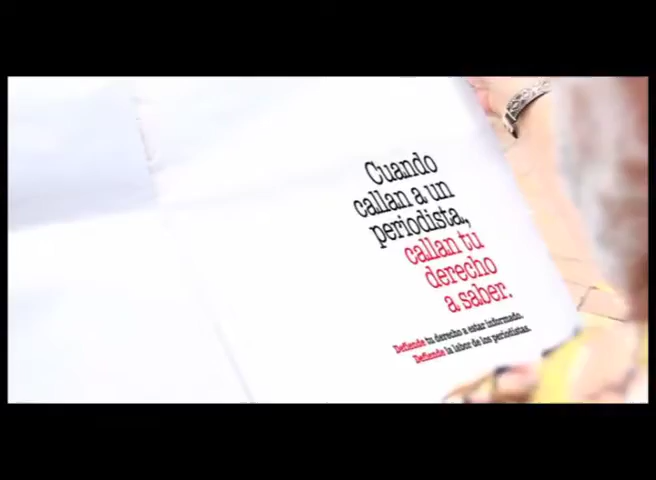 Cuando
callan a un
periodista,
callan tu
derecho
a saber.
Defiende tu derecho a estar informado.
Defiende la labor de los periodistas.